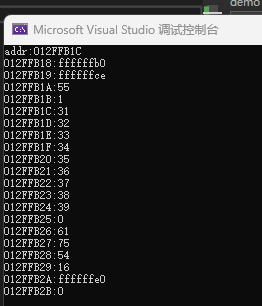 demo
Microsoft Visual Studio 调试控制台
addr:012FFB1C
012FFB18:ffffffb0
012FFB19:ffffffce
012FFB1A:55
012FFB1B:1
012FFB1C:31
012FFB1D:32
012FFB1E:33
012FFB1F:34
012FFB20:35
012FFB21:36
012FFB22:37
012FFB23:38
012FFB24:39
012FFB25:0
012FFB26:61
012FFB27:75
012FFB28:54
012FFB29:16
012FFB2A:ffffffe0
012FFB2B:0